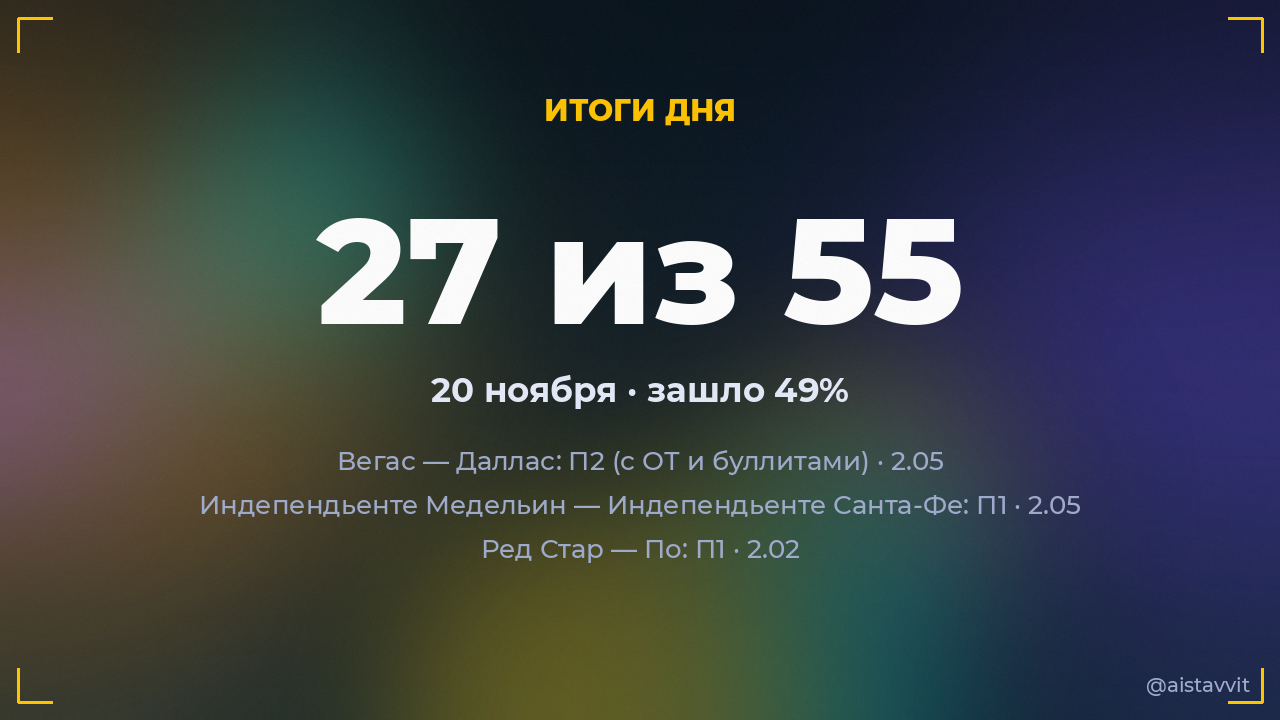 ИТОГИ ДНЯ
27 из 55
20 ноября · зашло 49%
Вегас — Даллас: П2 (с ОТ и буллитами) · 2.05
Индепендьенте Медельин — Индепендьенте Санта-Фе: П1 · 2.05
Ред Стар — По: П1 · 2.02
@aistavvit